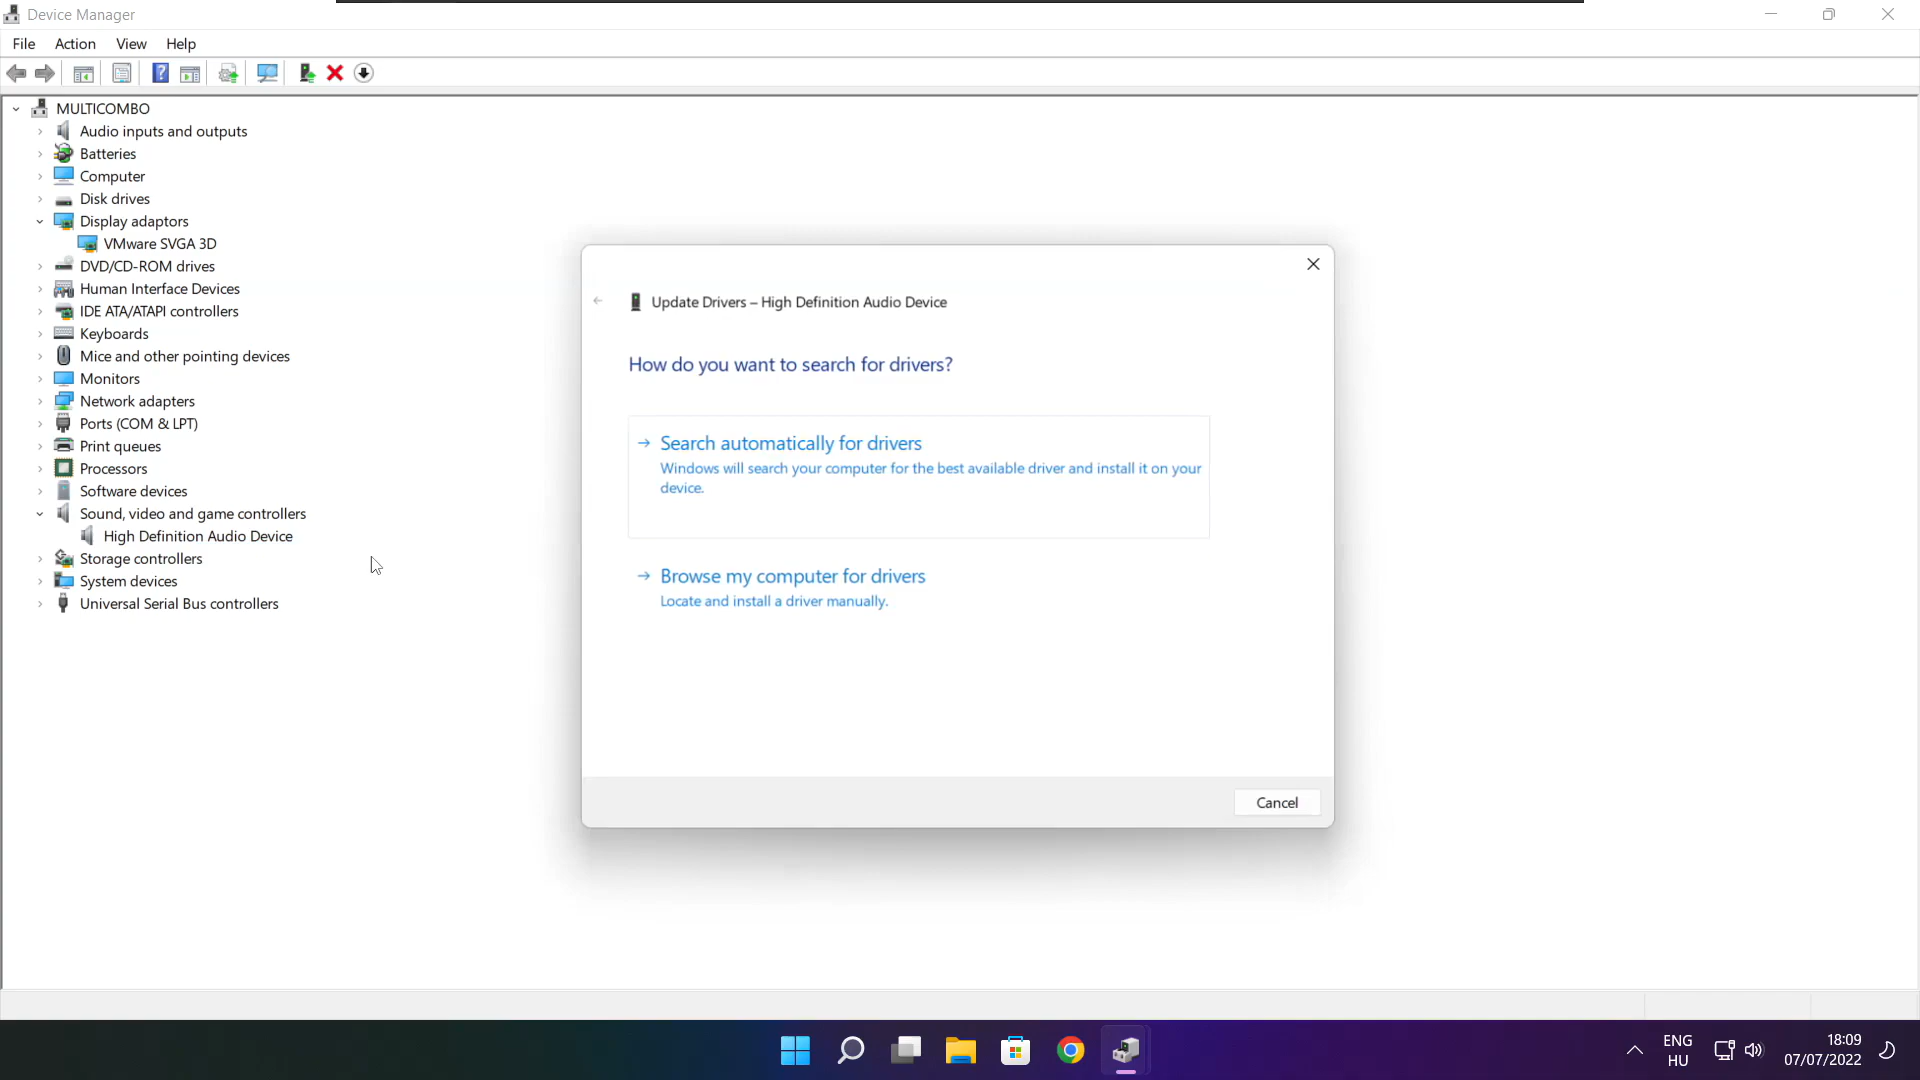 Device Manager
File Action View Help
MULTICOMBO
Audio inputs and outputs
Batteries
Computer
Disk drives
Display adaptors
VMware SVGA 3D
DVD/CD-ROM drives
Human Interface Devices
IDE ATA/ATAPI controllers
Keyboards
Mice and other pointing devices
Monitors
Network adapters
Ports (COM & LPT)
Print queues
Processors
Software devices
Sound, video and game controllers
High Definition Audio Device
Storage controllers
System devices
Universal Serial Bus controllers
Update Drivers – High Definition Audio Device
How do you want to search for drivers?
Search automatically for drivers
Windows will search your computer for the best available driver and install it on your
device.
Browse my computer for drivers
Locate and install a driver manually.
Cancel
ENG
HU
18:09
07/07/2022